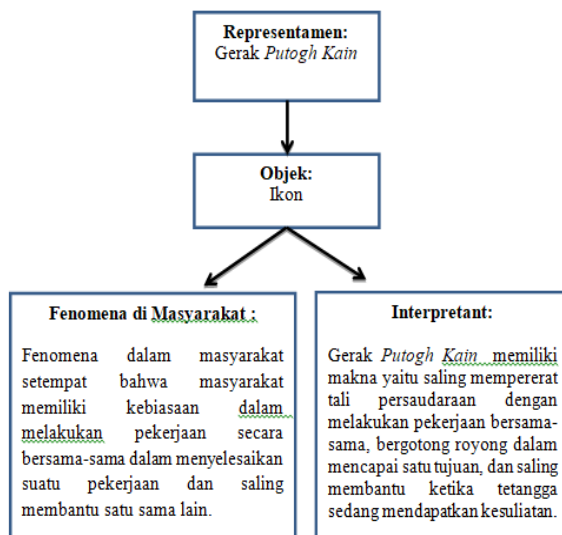 Representamen:
Gerak Putogh Kain
Objek:
Ikon
Fenomena di Masyarakat :
Fenomena dalam masyarakat
setempat bahwa masyarakat
memiliki kebiasaan dalam
melakukan pekerjaan secara
bersama-sama dalam menyelesaikan
suatu pekerjaan dan saling
membantu satu sama lain.
Interpretant:
Gerak Putogh Kain memiliki
makna yaitu saling mempererat
tali persaudaraan dengan
melakukan pekerjaan bersama-
sama, bergotong royong dalam
mencapai satu tujuan, dan saling
membantu ketika tetangga
sedang mendapatkan kesuliatan.